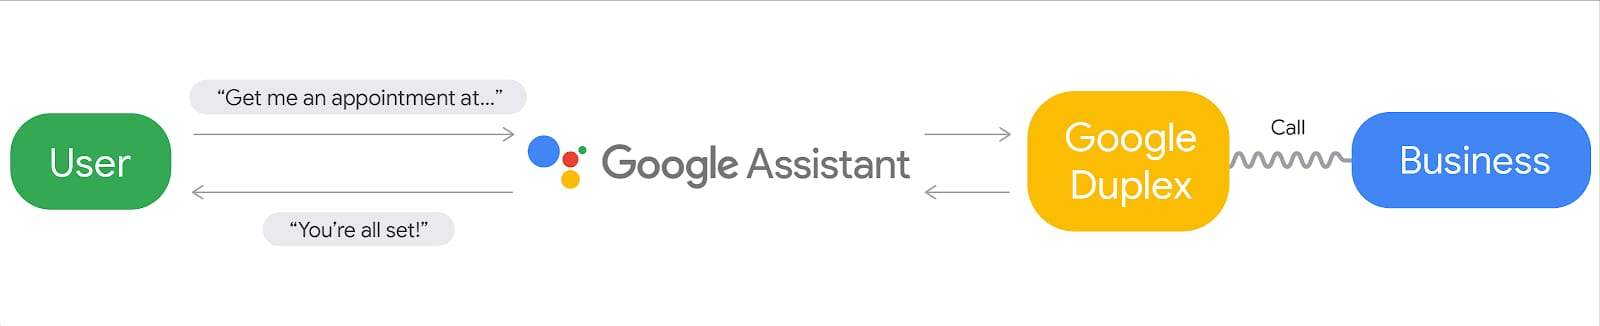 “Get me an appointment at...”
User
Google Assistant
“You’re all set!”
Google
Duplex
Call
Business